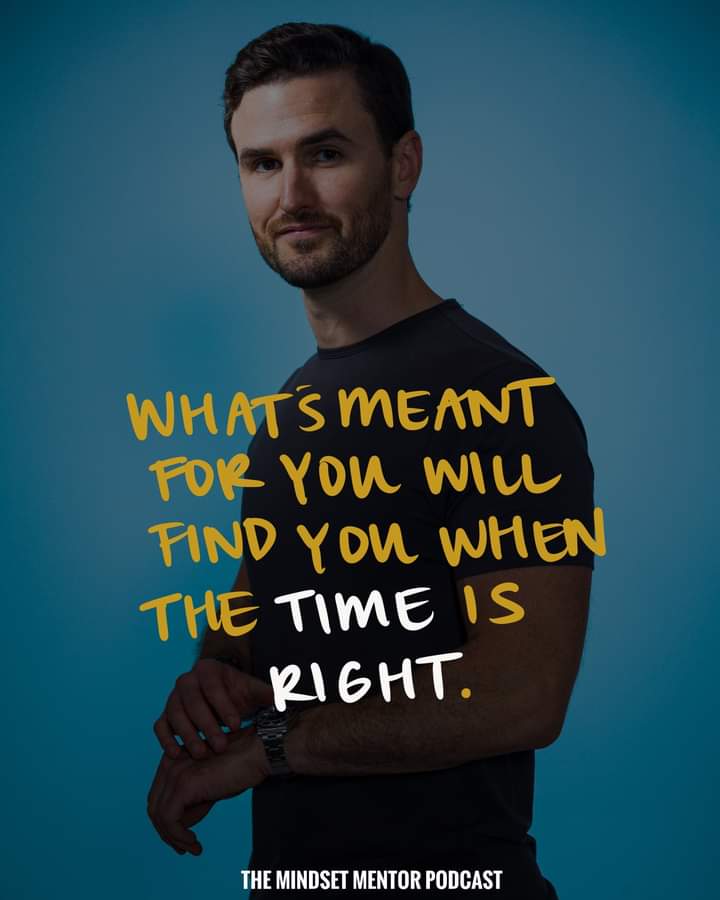 WHAT'S MEANT
FOR YOU WILL
FIND YOU WHEN
THE TIME IS
RIGHT.
THE MINDSET MENTOR PODCAST